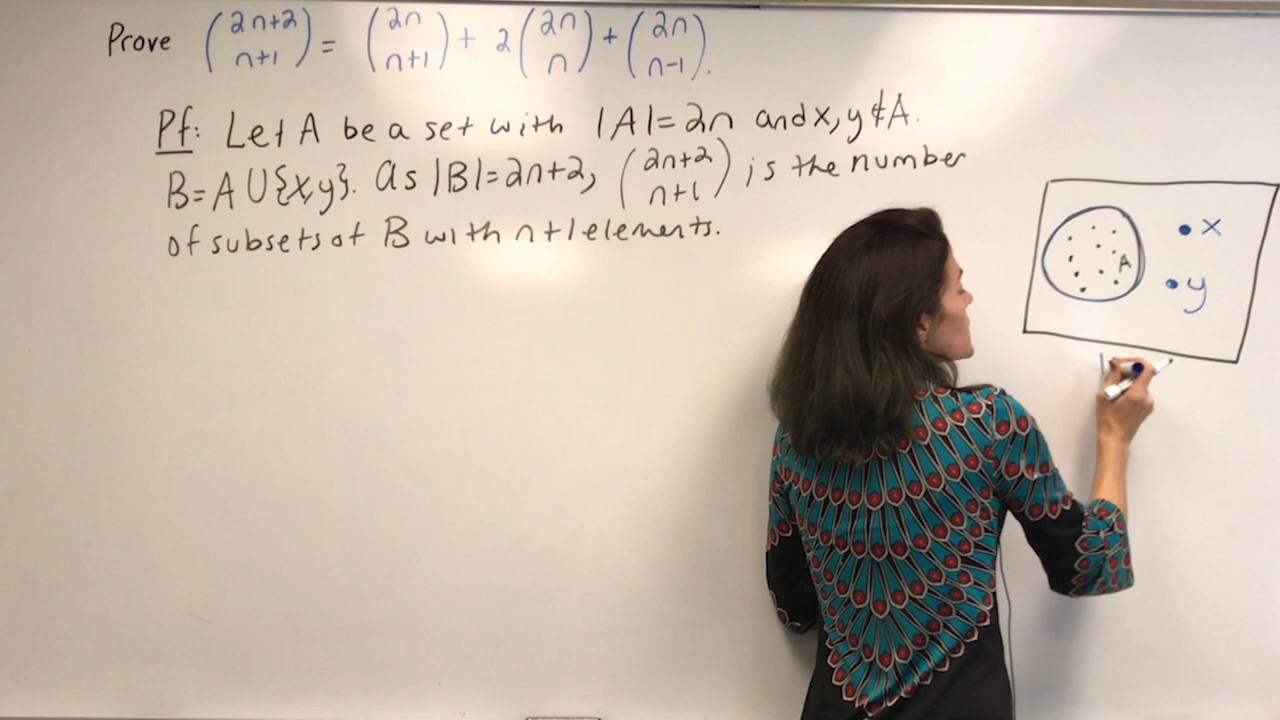 Prove (2n+2 n+1) = (2n n+1) + 2(2n n) + (2n n-1).
Pf: Let A be a set with |A|=2n and x, y∉A.
B=A∪{x,y}. As |B|=2n+2, (2n+2 n+1) is the number
of subsets of B with n+1 elements.
x
A
y